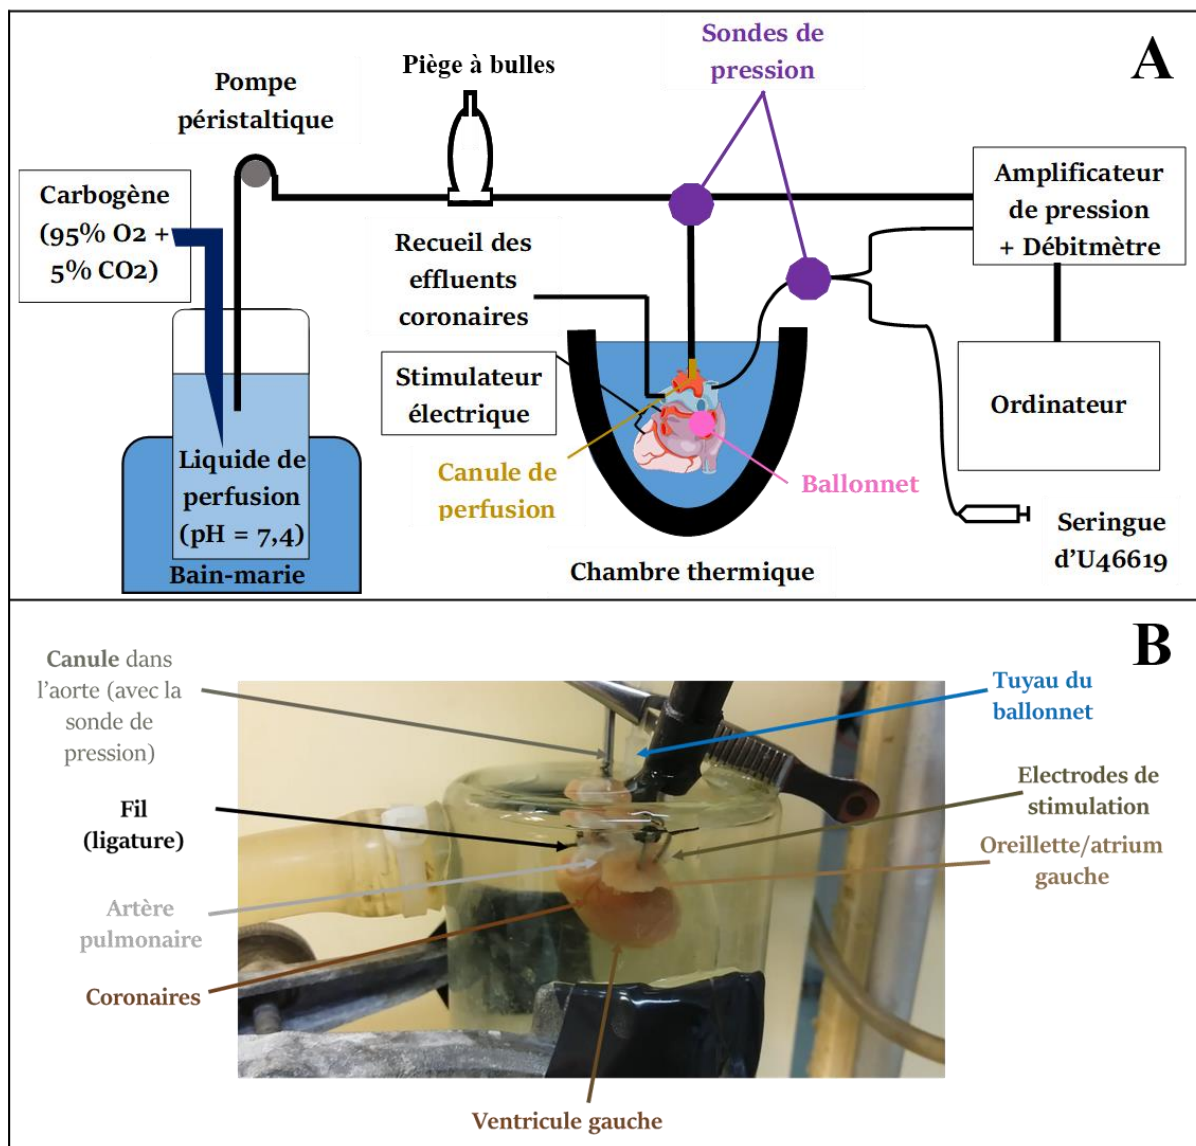 A
Sondes de
pression
Piège à bulles
Pompe
péristaltique
Carbogène
(95% O2 +
5% CO2)
Amplificateur
de pression
+ Débitmètre
Recueil des
effluents
coronaires
Stimulateur
électrique
Ordinateur
Liquide de
perfusion
(pH = 7,4)
Bain-marie
Canule de
perfusion
Ballonnet
Seringue
d'U46619
Chambre thermique
B
Canule dans
l'aorte (avec la
sonde de
pression)
Tuyau du
ballonnet
Fil
(ligature)
Electrodes de
stimulation
Oreillette/atrium
gauche
Artère
pulmonaire
Coronaires
Ventricule gauche